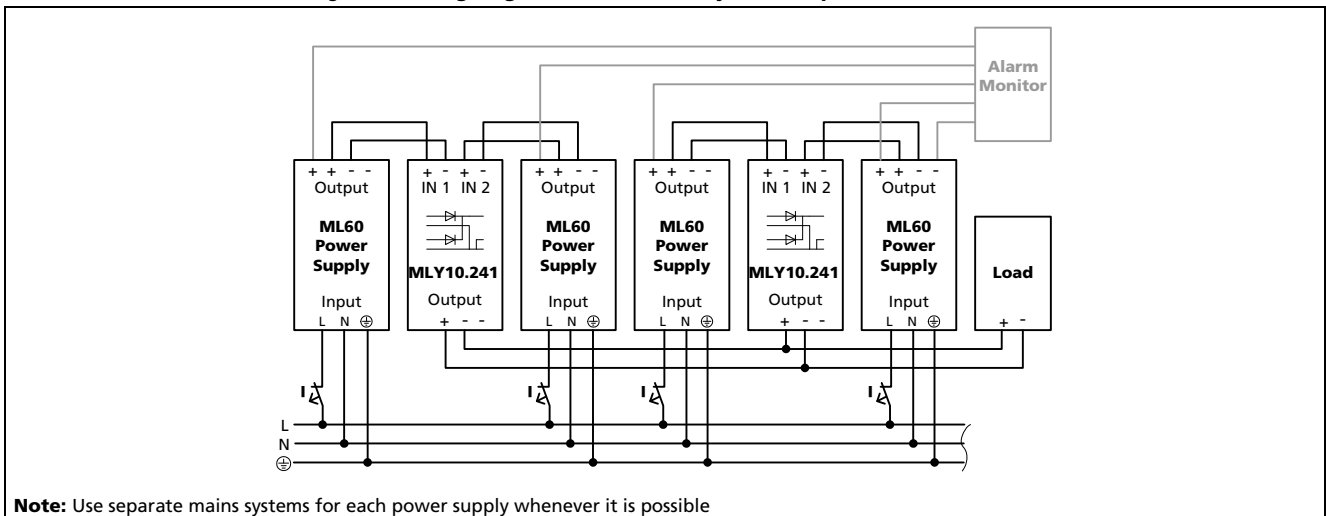 Alarm
Monitor
+ + - -
Output
ML60
Power
Supply
Input
L N
+ - + -
IN 1 IN 2
MLY10.241
Output
+ - -
+ + - -
Output
ML60
Power
Supply
Input
L N
+ + - -
Output
ML60
Power
Supply
Input
L N
+ - + -
IN 1 IN 2
MLY10.241
Output
+ - -
+ + - -
Output
ML60
Power
Supply
Input
L N
Load
+ -
I
I
I
I
L
N
Note: Use separate mains systems for each power supply whenever it is possible